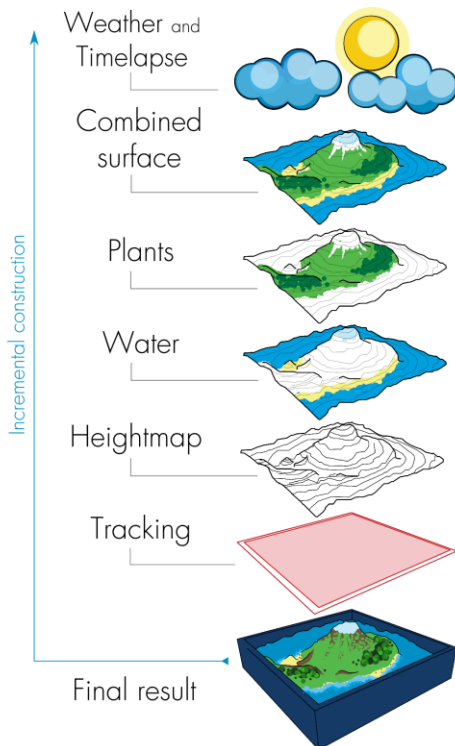 Weather and
Timelapse
Combined
surface
Plants
Water
Heightmap
Tracking
Final result
Incremental construction